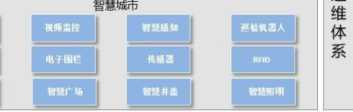 智慧城市
视频监控 智慧感知 巡检机器人
电子围栏 传感器 RFID
智慧广场 智慧井盖 智慧照明
维
体
系